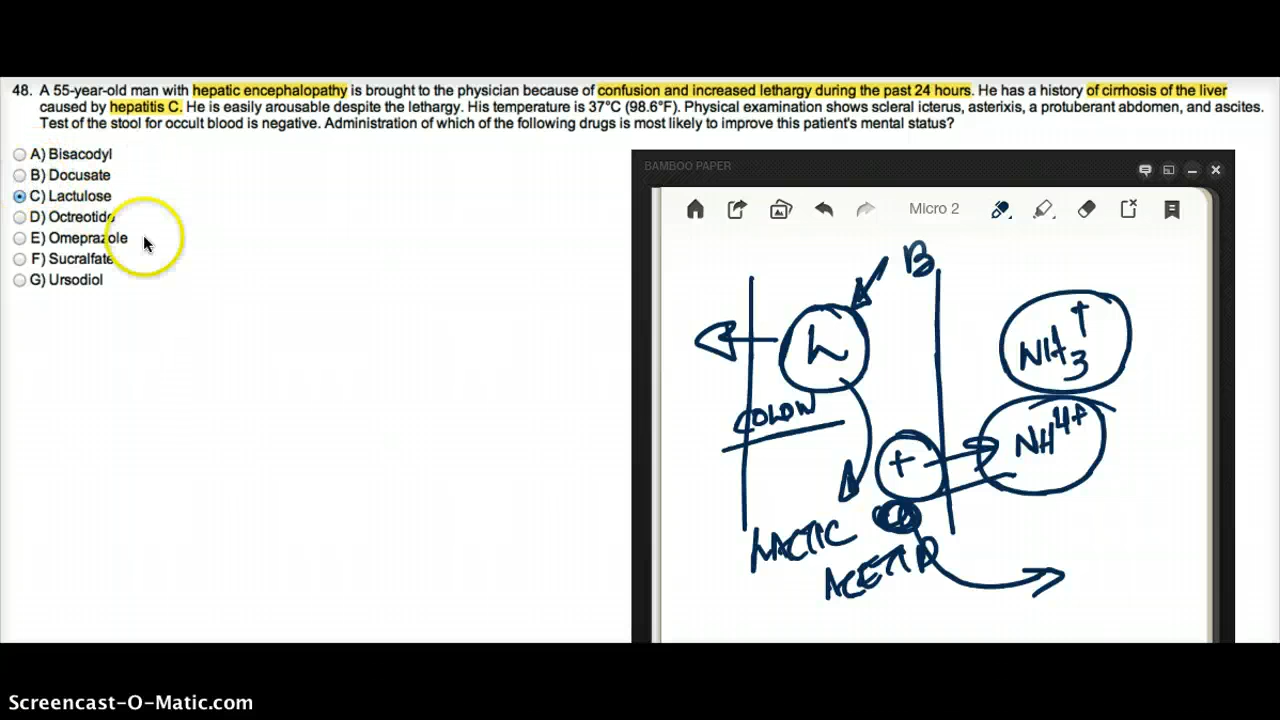 48. A 55-year-old man with hepatic encephalopathy is brought to the physician because of confusion and increased lethargy during the past 24 hours. He has a history of cirrhosis of the liver
caused by hepatitis C. He is easily arousable despite the lethargy. His temperature is 37°C (98.6°F). Physical examination shows scleral icterus, asterixis, a protuberant abdomen, and ascites.
Test of the stool for occult blood is negative. Administration of which of the following drugs is most likely to improve this patient's mental status?
A) Bisacodyl
B) Docusate
C) Lactulose
D) Octreotide
E) Omeprazole
F) Sucralfate
G) Ursodiol
BAMBOO PAPER
Micro 2
B
L
NH3+
COLON
NH4+
+
LACTIC
Screencast-O-Matic.com